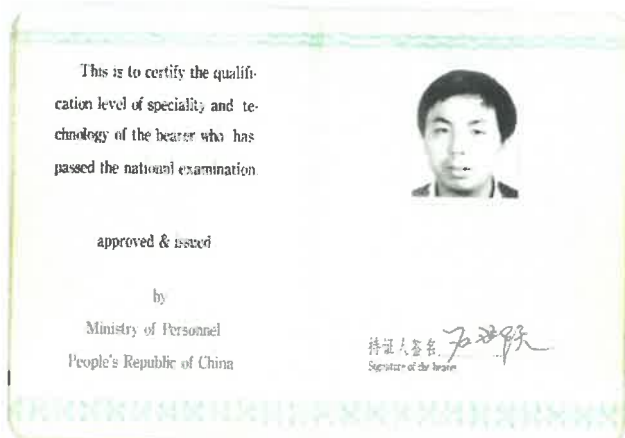 This is to certify the qualifi-
cation level of speciality and te-
chnology of the bearer who has
passed the national examination.
approved & issued
by
Ministry of Personnel
People's Republic of China
持证人签名
Signature of the bearer